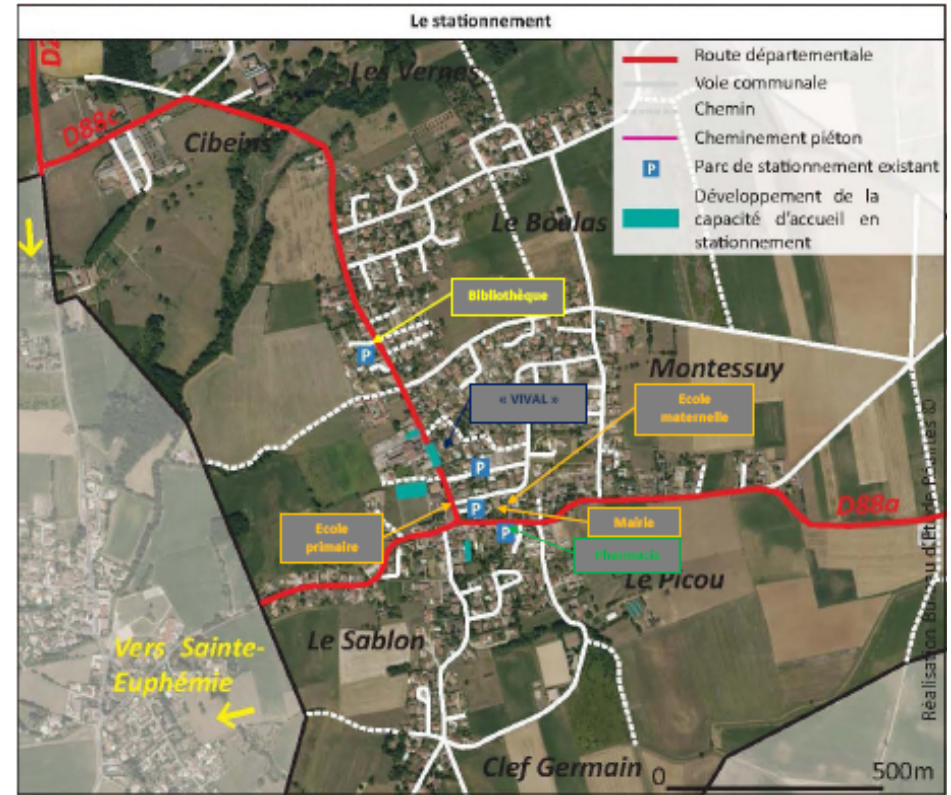 Le stationnement
Route départementale
Voie communale
Chemin
Cheminement piéton
P
Parc de stationnement existant
Développement de la
capacité d'accueil en
stationnement
D88c
Les Vernes
Cibeins
Le Boulas
Bibliothèque
P
Montessuy
« VIVAL »
Ecole
maternelle
P
P
Ecole
primaire
Mairie
D88a
P
Pharmacie
Le Picou
Le Sablon
Vers Sainte-
Euphémie
Clef Germain
0
500m